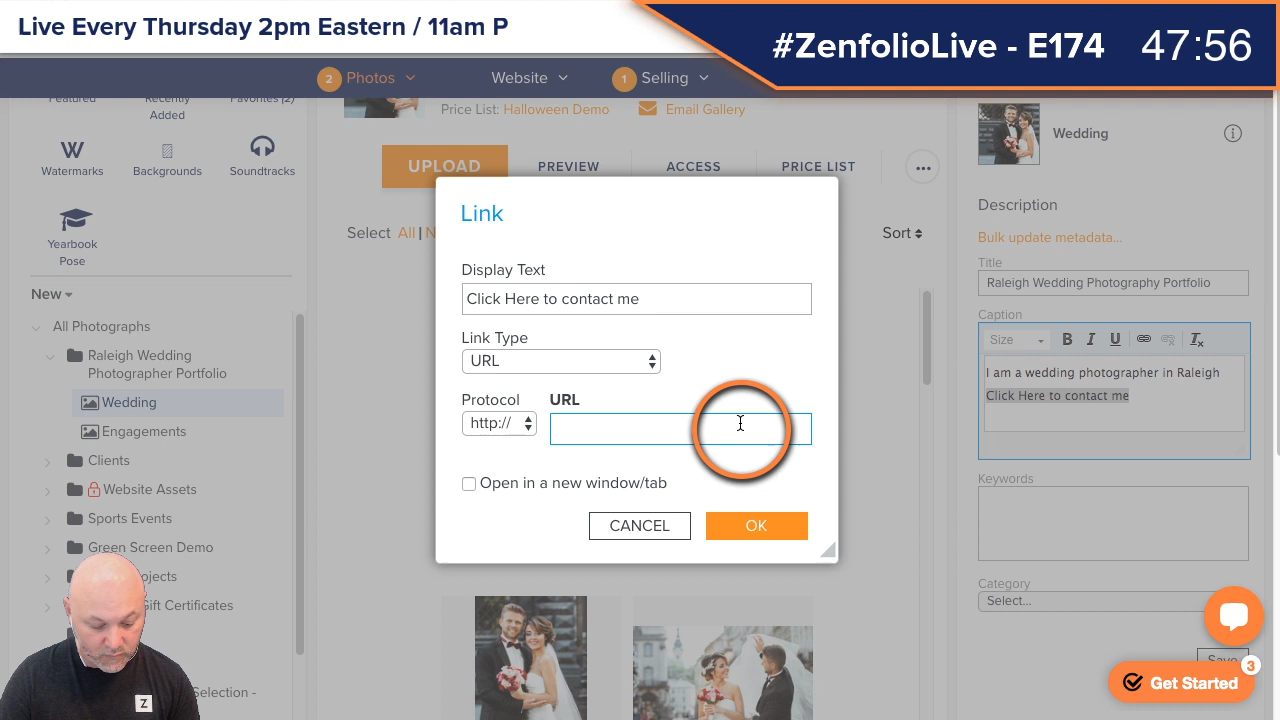 Live Every Thursday 2pm Eastern / 11am P
#ZenfolioLive - E174
47:56
2 Photos
Website
1 Selling
Featured
Recently
Added
Favorites (2)
Watermarks
Backgrounds
Soundtracks
Yearbook
Pose
New
All Photographs
Raleigh Wedding
Photographer Portfolio
Wedding
Engagements
Clients
Website Assets
Sports Events
Green Screen Demo
ojects
Gift Certificates
Selection -
Z
Price List: Halloween Demo
Email Gallery
UPLOAD
PREVIEW
ACCESS
PRICE LIST
...
Select All | N
Sort
Link
Display Text
Click Here to contact me
Link Type
URL
Protocol
URL
http://
Open in a new window/tab
CANCEL
OK
Wedding
Description
Bulk update metadata...
Title
Raleigh Wedding Photography Portfolio
Caption
Size
B I U
I am a wedding photographer in Raleigh
Click Here to contact me
Keywords
Category
Select...
Save
3
Get Started